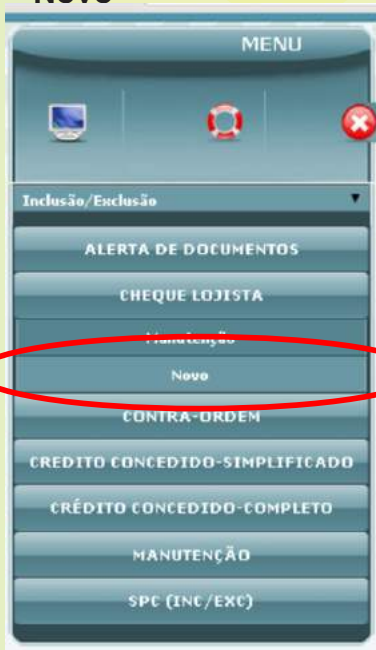 NOVO
MENU
Inclusão/Exclusão
ALERTA DE DOCUMENTOS
CHEQUE LOJISTA
Manutenção
Novo
CONTRA-ORDEM
CREDITO CONCEDIDO-SIMPLIFICADO
CRÉDITO CONCEDIDO-COMPLETO
MANUTENÇÃO
SPC (INC/EXC)